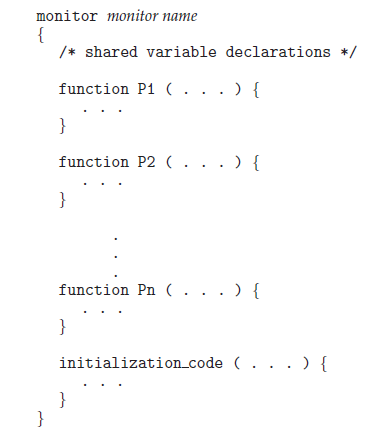 monitor monitor name
{
/* shared variable declarations */
function P1 ( . . . ) {
. . .
}
function P2 ( . . . ) {
. . .
}
.
.
.
function Pn ( . . . ) {
. . .
}
initialization_code ( . . . ) {
. . .
}
}